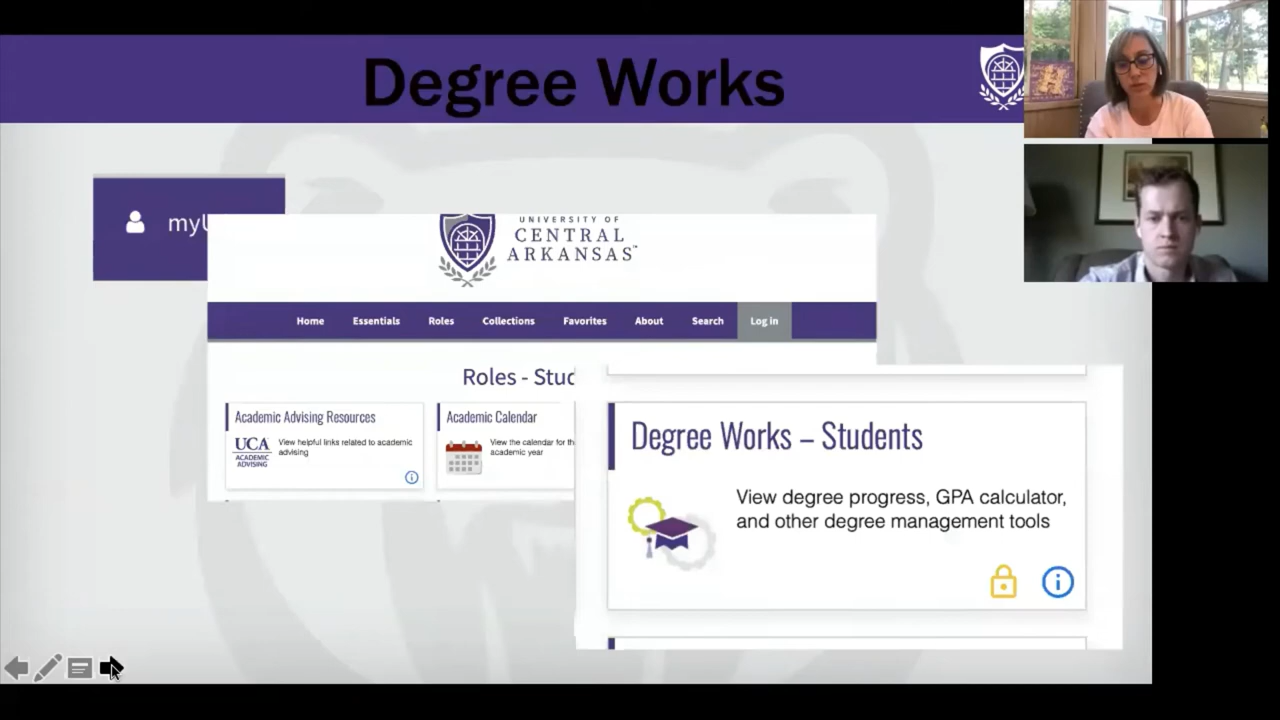 Degree Works
myU
UNIVERSITY OF
CENTRAL
ARKANSAS™
Home Essentials Roles Collections Favorites About Search Log in
Roles - Stud
Academic Advising Resources
UCA
ACADEMIC
ADVISING
View helpful links related to academic
advising
Academic Calendar
View the calendar for th
academic year
Degree Works – Students
View degree progress, GPA calculator,
and other degree management tools